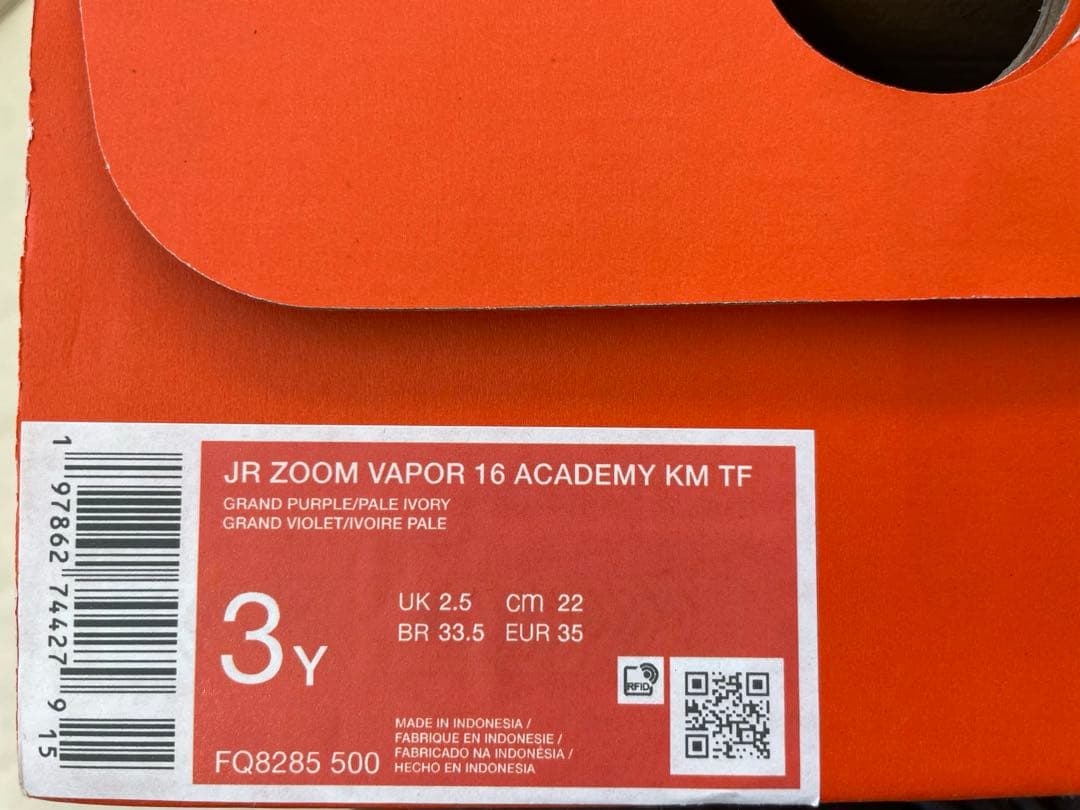 JR ZOOM VAPOR 16 ACADEMY KM TF
GRAND PURPLE/PALE IVORY
GRAND VIOLET/IVOIRE PALE
3Y
UK 2.5 cm 22
BR 33.5 EUR 35
RFID
FQ8285 500
MADE IN INDONESIA /
FABRIQUE EN INDONESIE /
FABRICADO NA INDONÉSIA /
HECHO EN INDONESIA
1 97862 74427 9 15